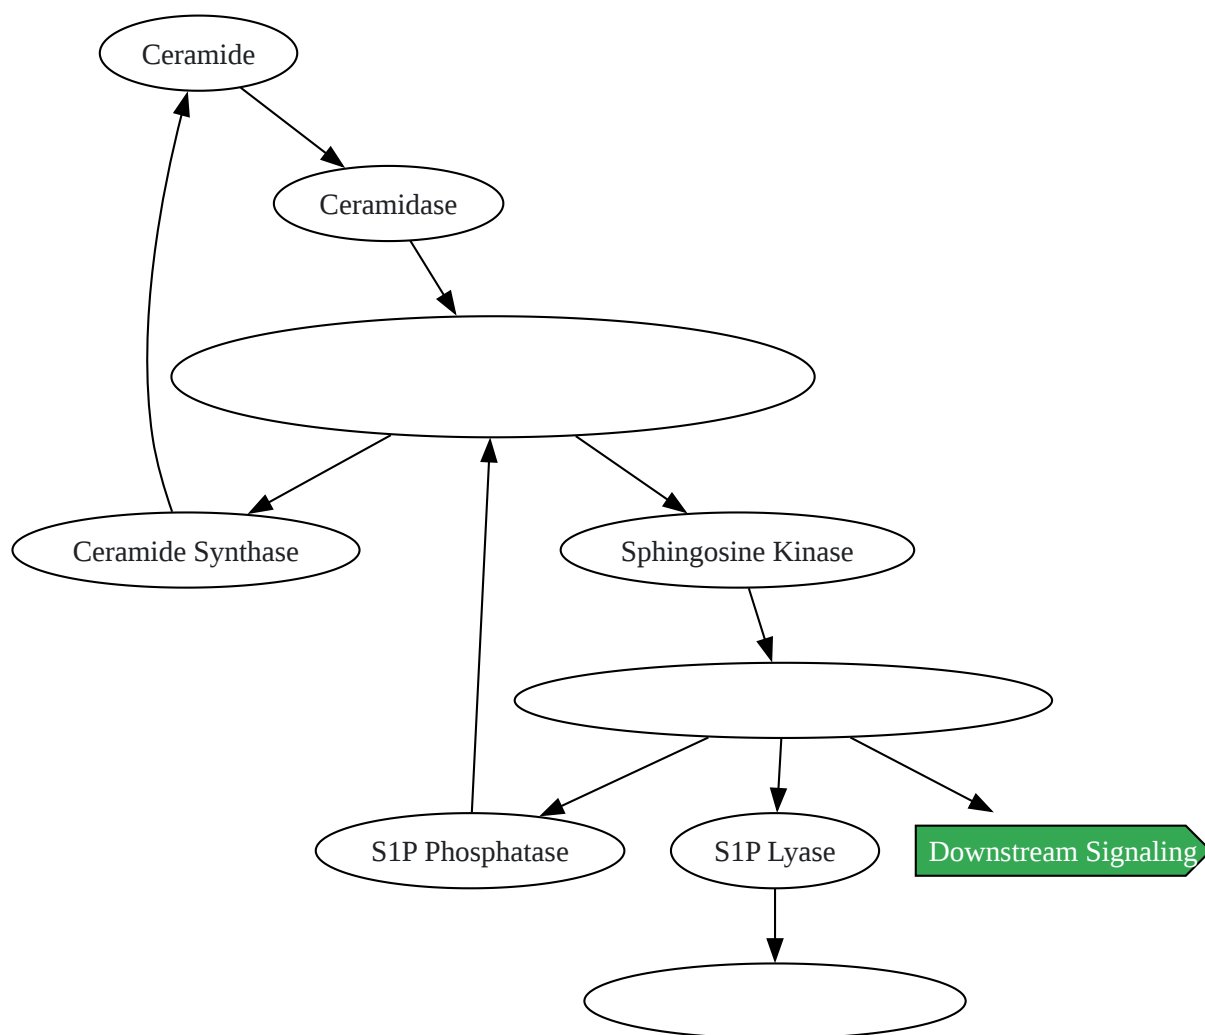 Ceramide
Ceramidase
Ceramide Synthase
Sphingosine Kinase
S1P Phosphatase
S1P Lyase
Downstream Signaling